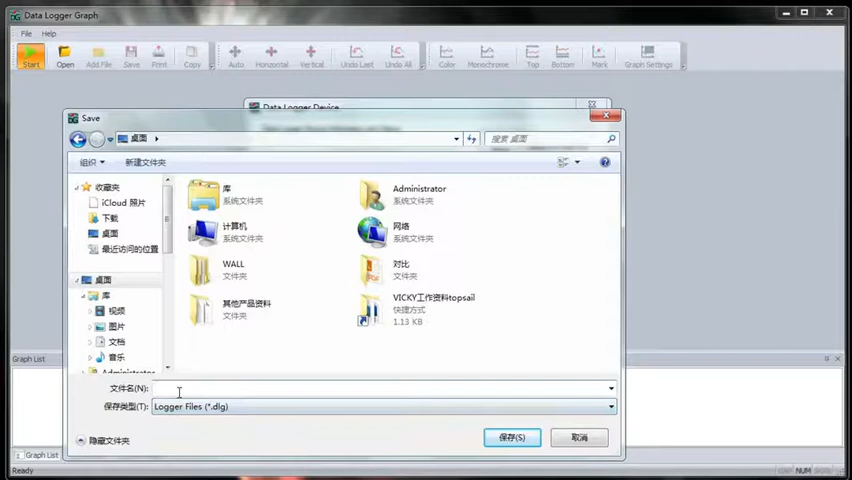 Data Logger Graph
File Help
Start Open Add File Save Print Copy Auto Horizontal Vertical Undo Last Undo All Color Monochrome Top Bottom Mark Graph Settings
Data Logger Device
Save
桌面
搜索 桌面
组织 新建文件夹
收藏夹
iCloud 照片
下载
桌面
最近访问的位置
桌面
库
视频
图片
文档
音乐
Administrator
库
系统文件夹
Administrator
系统文件夹
计算机
系统文件夹
网络
系统文件夹
WALL
文件夹
对比
文件夹
其他产品资料
文件夹
VICKY工作资料topsail
快捷方式
1.13 KB
Graph List
文件名(N):
保存类型(T): Logger Files (*.dlg)
隐藏文件夹 保存(S) 取消
Graph List
Ready NUM